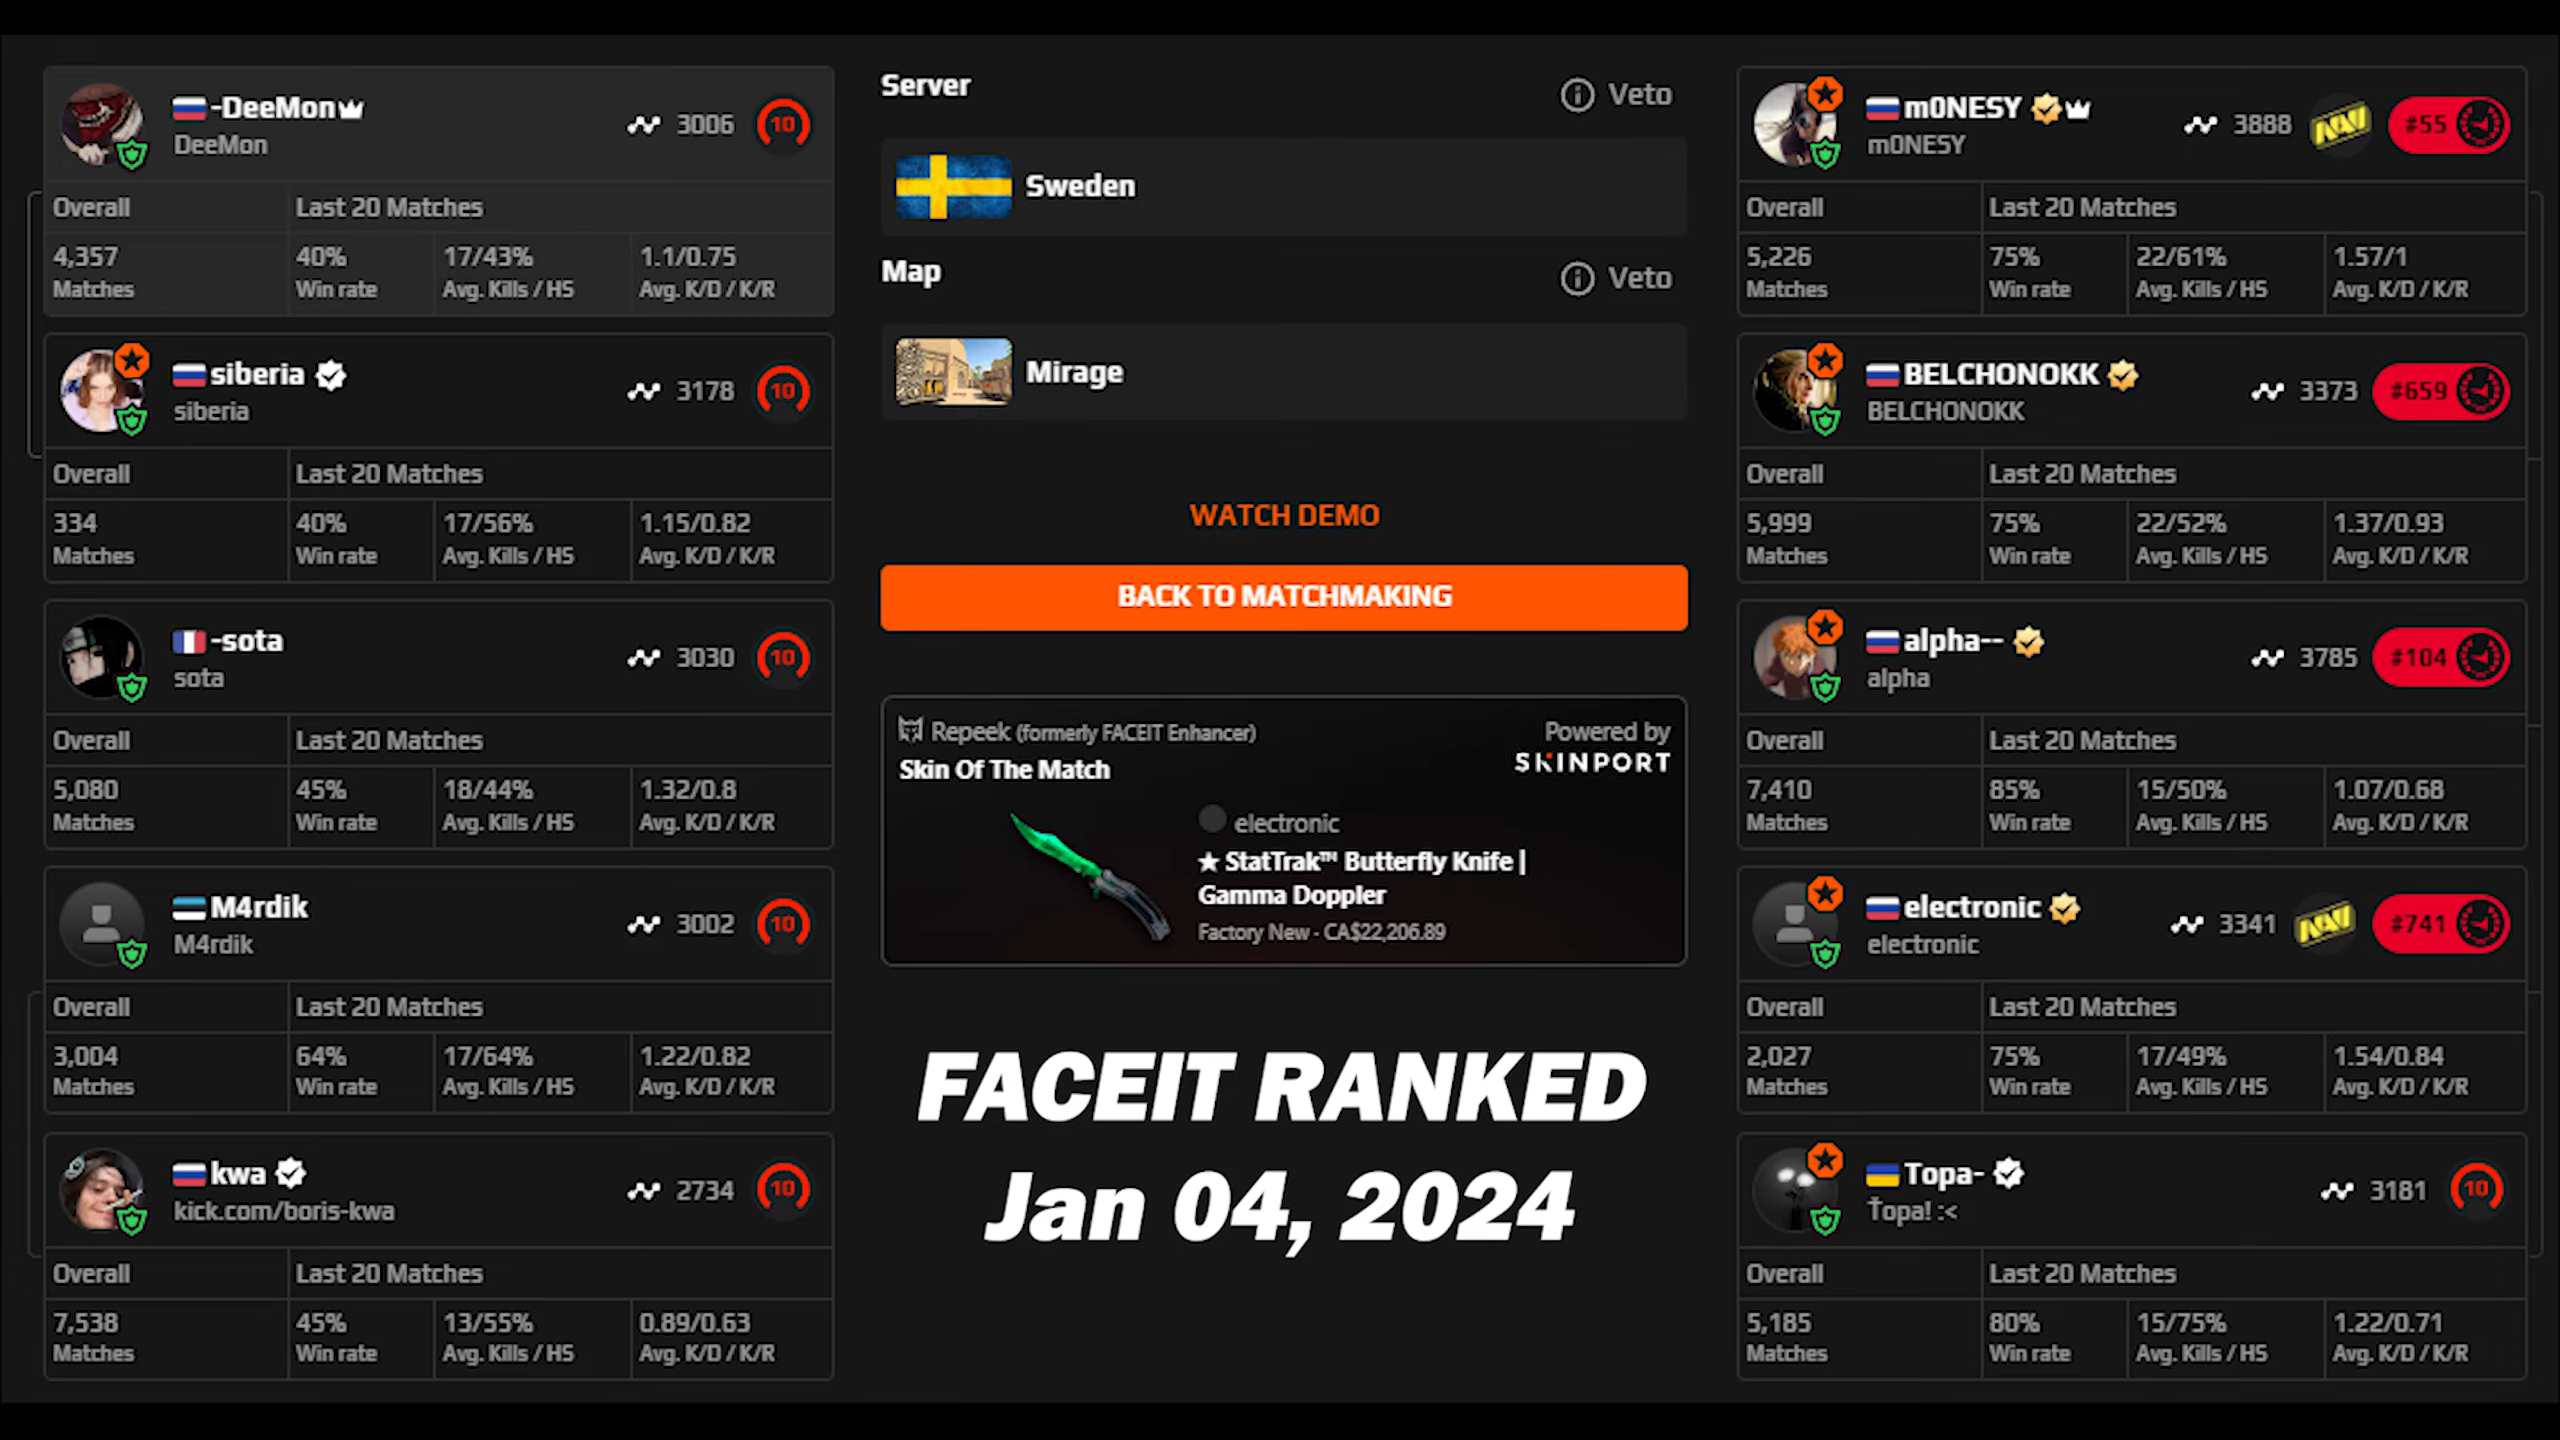 -DeeMon
DeeMon
3006
10
Overall
Last 20 Matches
4,357
40%
17/43%
1.1/0.75
Matches
Win rate
Avg. Kills / HS
Avg. K/D / K/R
siberia
siberia
3178
10
Overall
Last 20 Matches
334
40%
17/56%
1.15/0.82
Matches
Win rate
Avg. Kills / HS
Avg. K/D / K/R
-sota
sota
3030
10
Overall
Last 20 Matches
5,080
45%
18/44%
1.32/0.8
Matches
Win rate
Avg. Kills / HS
Avg. K/D / K/R
M4rdik
M4rdik
3002
10
Overall
Last 20 Matches
3,004
64%
17/64%
1.22/0.82
Matches
Win rate
Avg. Kills / HS
Avg. K/D / K/R
kwa
kick.com/boris-kwa
2734
10
Overall
Last 20 Matches
7,538
45%
13/55%
0.89/0.63
Matches
Win rate
Avg. Kills / HS
Avg. K/D / K/R
Server
Veto
Sweden
Map
Veto
Mirage
WATCH DEMO
BACK TO MATCHMAKING
Repeek (formerly FACEIT Enhancer)
Skin Of The Match
Powered by
SKINPORT
electronic
★ StatTrak™ Butterfly Knife |
Gamma Doppler
Factory New - CA$22,206.89
FACEIT RANKED
Jan 04, 2024
m0NESY
m0NESY
3888
NAVI
#55
Overall
Last 20 Matches
5,226
75%
22/61%
1.57/1
Matches
Win rate
Avg. Kills / HS
Avg. K/D / K/R
BELCHONOKK
BELCHONOKK
3373
#659
Overall
Last 20 Matches
5,999
75%
22/52%
1.37/0.93
Matches
Win rate
Avg. Kills / HS
Avg. K/D / K/R
alpha--
alpha
3785
#104
Overall
Last 20 Matches
7,410
85%
15/50%
1.07/0.68
Matches
Win rate
Avg. Kills / HS
Avg. K/D / K/R
electronic
electronic
3341
NAVI
#741
Overall
Last 20 Matches
2,027
75%
17/49%
1.54/0.84
Matches
Win rate
Avg. Kills / HS
Avg. K/D / K/R
Topa-
Ťopa! :<
3181
10
Overall
Last 20 Matches
5,185
80%
15/75%
1.22/0.71
Matches
Win rate
Avg. Kills / HS
Avg. K/D / K/R